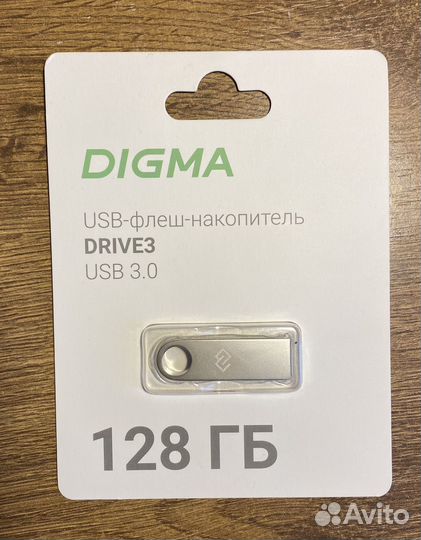 DIGMA
USB-флеш-накопитель
DRIVE3
USB 3.0
128 ГБ
Avito